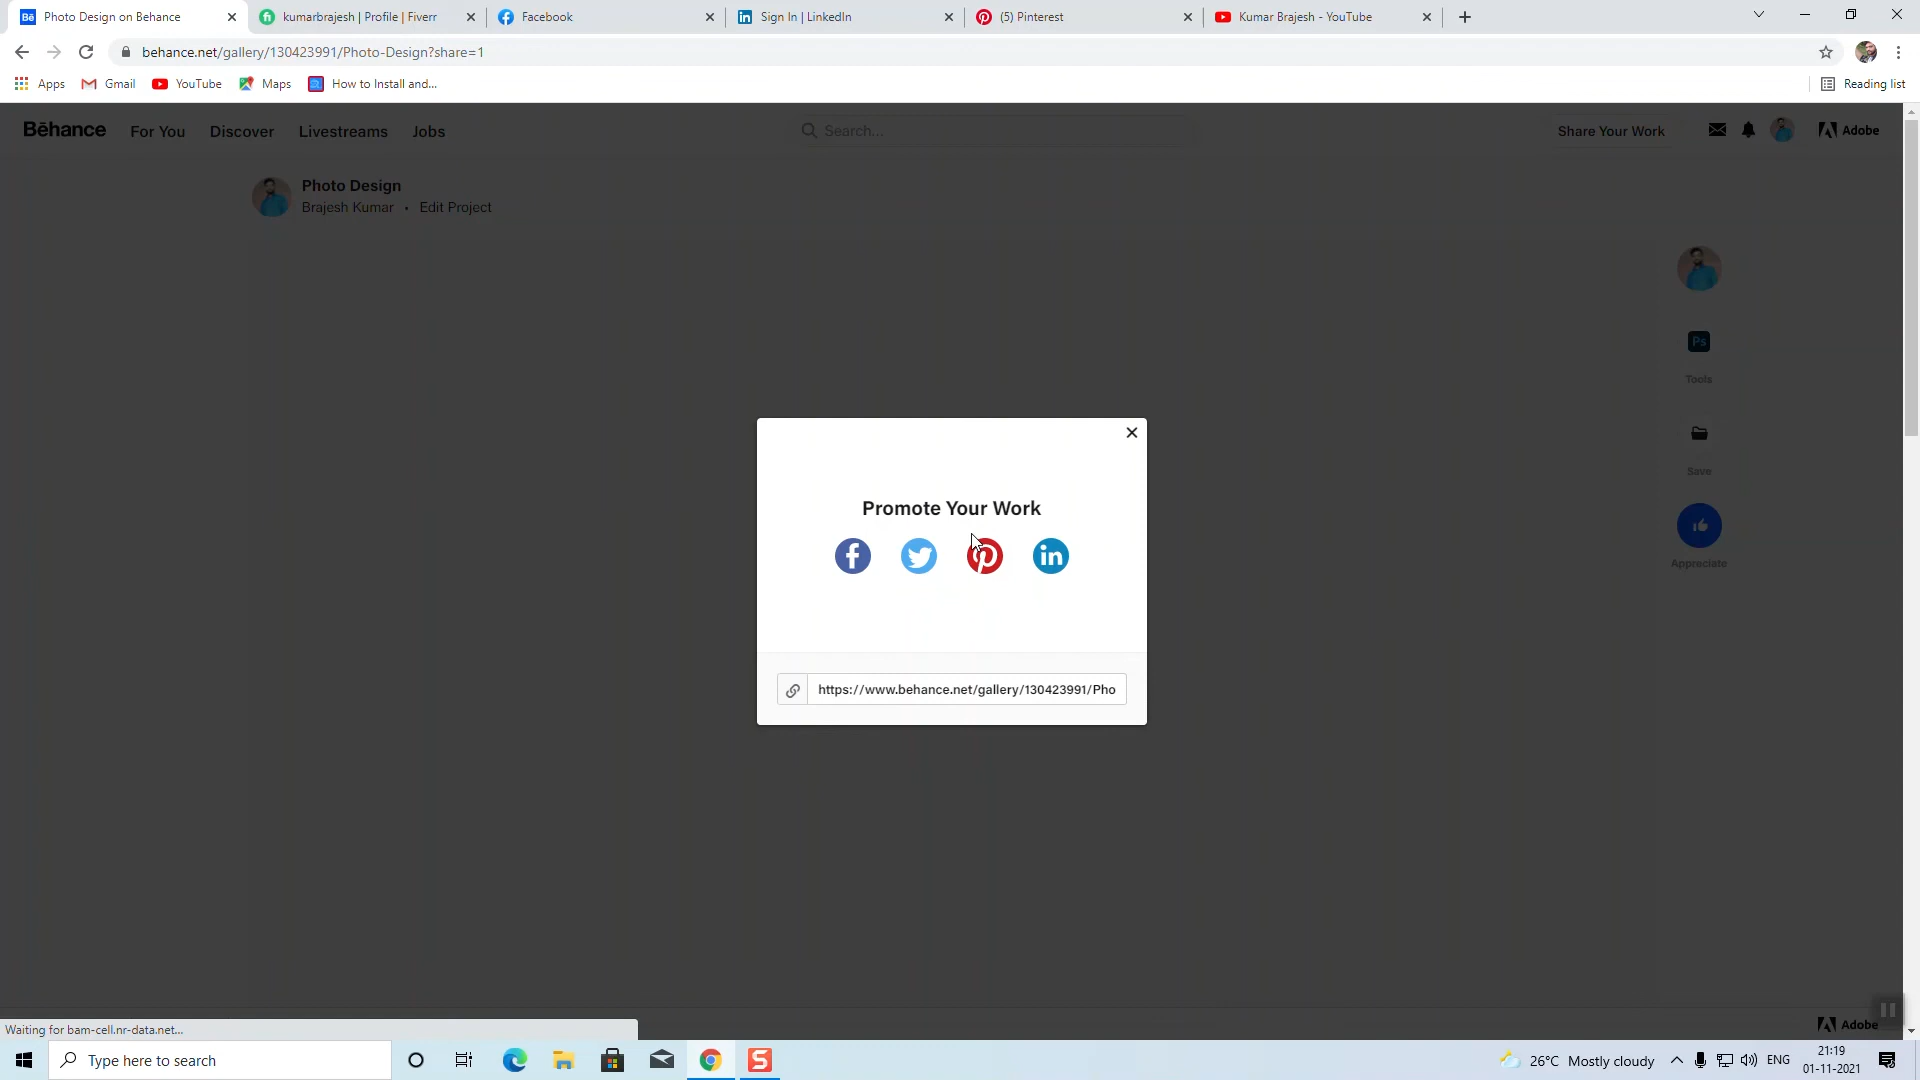 Photo Design on Behance
kumarbrajesh | Profile | Fiverr
Facebook
Sign In | LinkedIn
(5) Pinterest
Kumar Brajesh - YouTube
behance.net/gallery/130423991/Photo-Design?share=1
Apps
Gmail
YouTube
Maps
How to Install and...
Reading list
Bēhance
For You
Discover
Livestreams
Jobs
Search...
Share Your Work
Adobe
Photo Design
Brajesh Kumar • Edit Project
Ps
Tools
Save
Appreciate
Promote Your Work
https://www.behance.net/gallery/130423991/Pho
Adobe
Waiting for bam-cell.nr-data.net...
Type here to search
26°C Mostly cloudy
ENG
21:19
01-11-2021